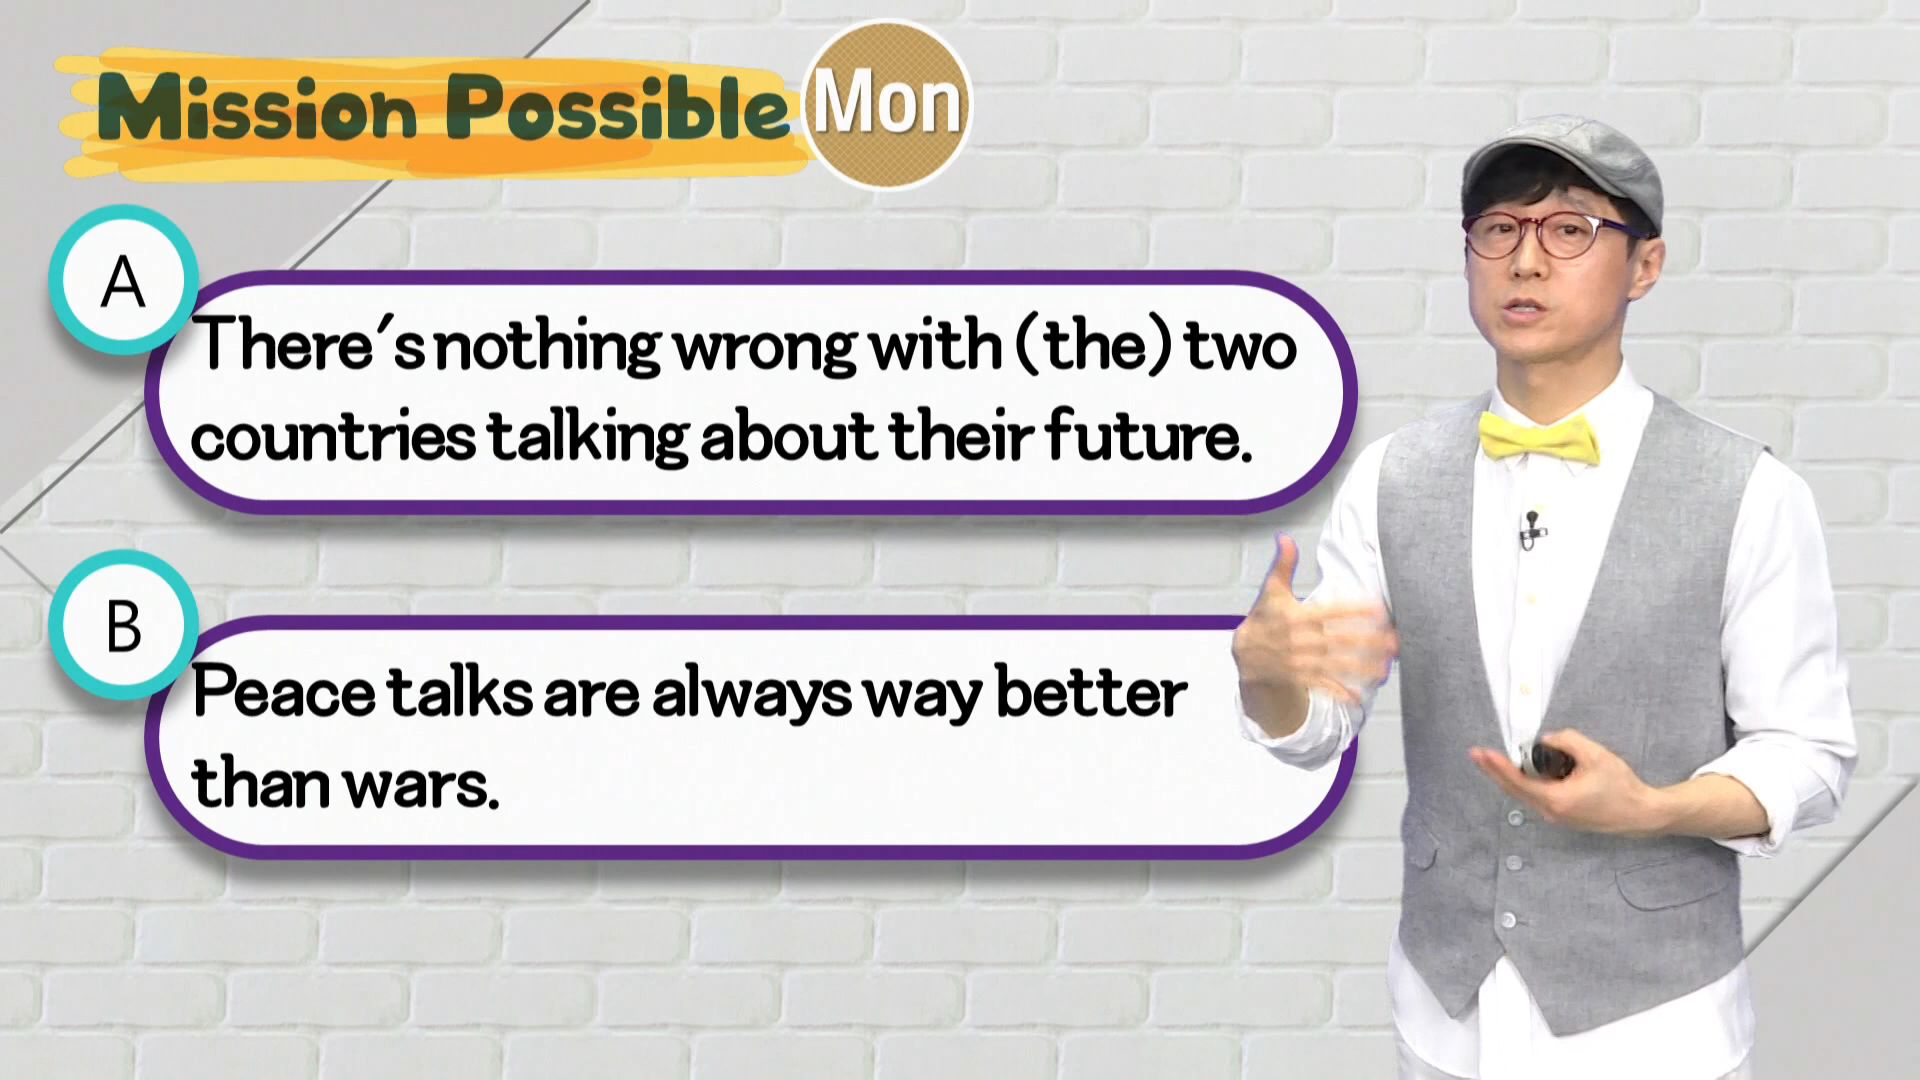 Mission Possible Mon
A
There's nothing wrong with (the) two
countries talking about their future.
B
Peace talks are always way better
than wars.